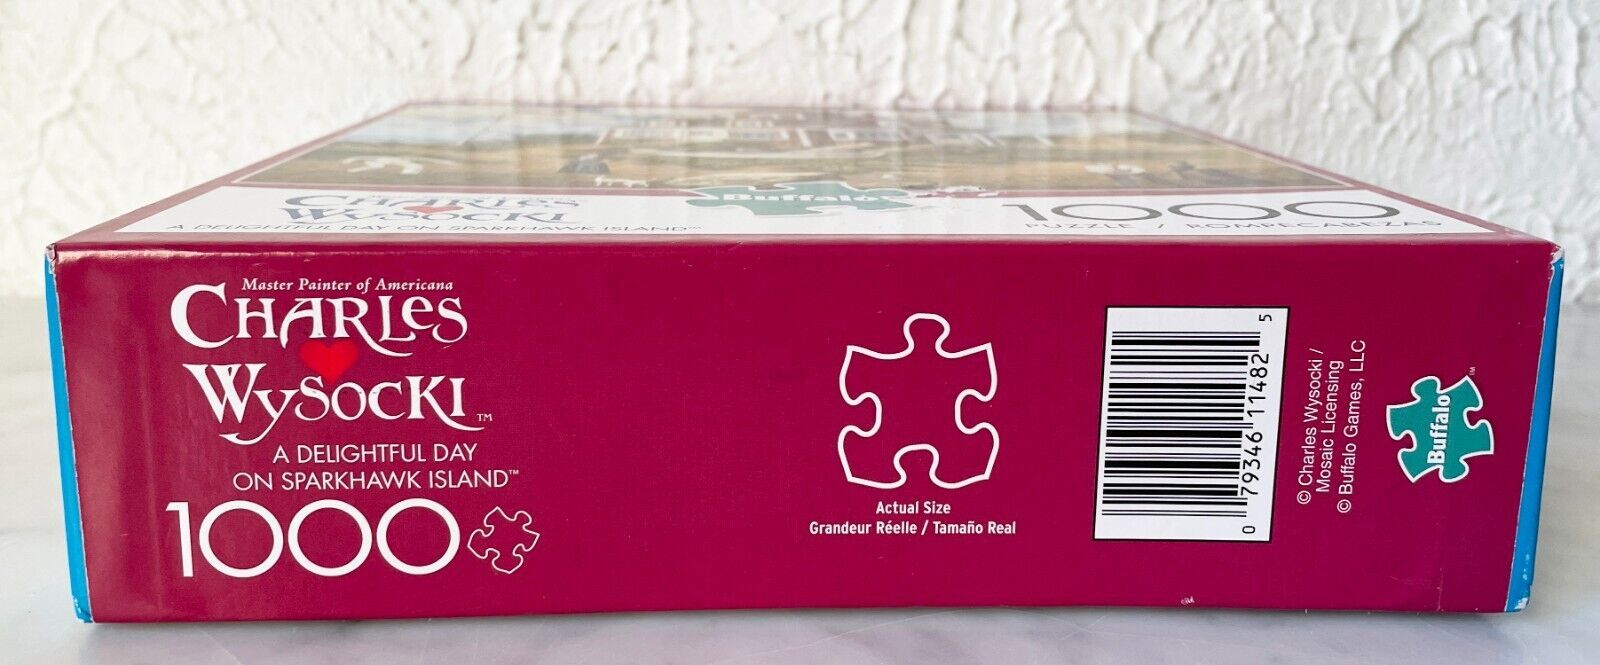 CHARLES
WYSOCKI
A DELIGHTFUL DAY ON SPARKHAWK ISLAND™
Buffalo
1000
PUZZLE / ROMPECABEZAS
Master Painter of Americana
CHARLES
WYSOCKI™
A DELIGHTFUL DAY
ON SPARKHAWK ISLAND™
1000
Actual Size
Grandeur Réelle / Tamaño Real
0 79346 11482 5
© Charles Wysocki /
Mosaic Licensing
© Buffalo Games, LLC
Buffalo™